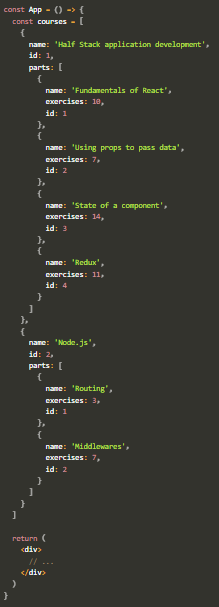 const App = () => {
  const courses = [
    {
      name: 'Half Stack application development',
      id: 1,
      parts: [
        {
          name: 'Fundamentals of React',
          exercises: 10,
          id: 1
        },
        {
          name: 'Using props to pass data',
          exercises: 7,
          id: 2
        },
        {
          name: 'State of a component',
          exercises: 14,
          id: 3
        },
        {
          name: 'Redux',
          exercises: 11,
          id: 4
        }
      ]
    },
    {
      name: 'Node.js',
      id: 2,
      parts: [
        {
          name: 'Routing',
          exercises: 3,
          id: 1
        },
        {
          name: 'Middlewares',
          exercises: 7,
          id: 2
        }
      ]
    }
  ]

  return (
    <div>
      // ...
    </div>
  )
}